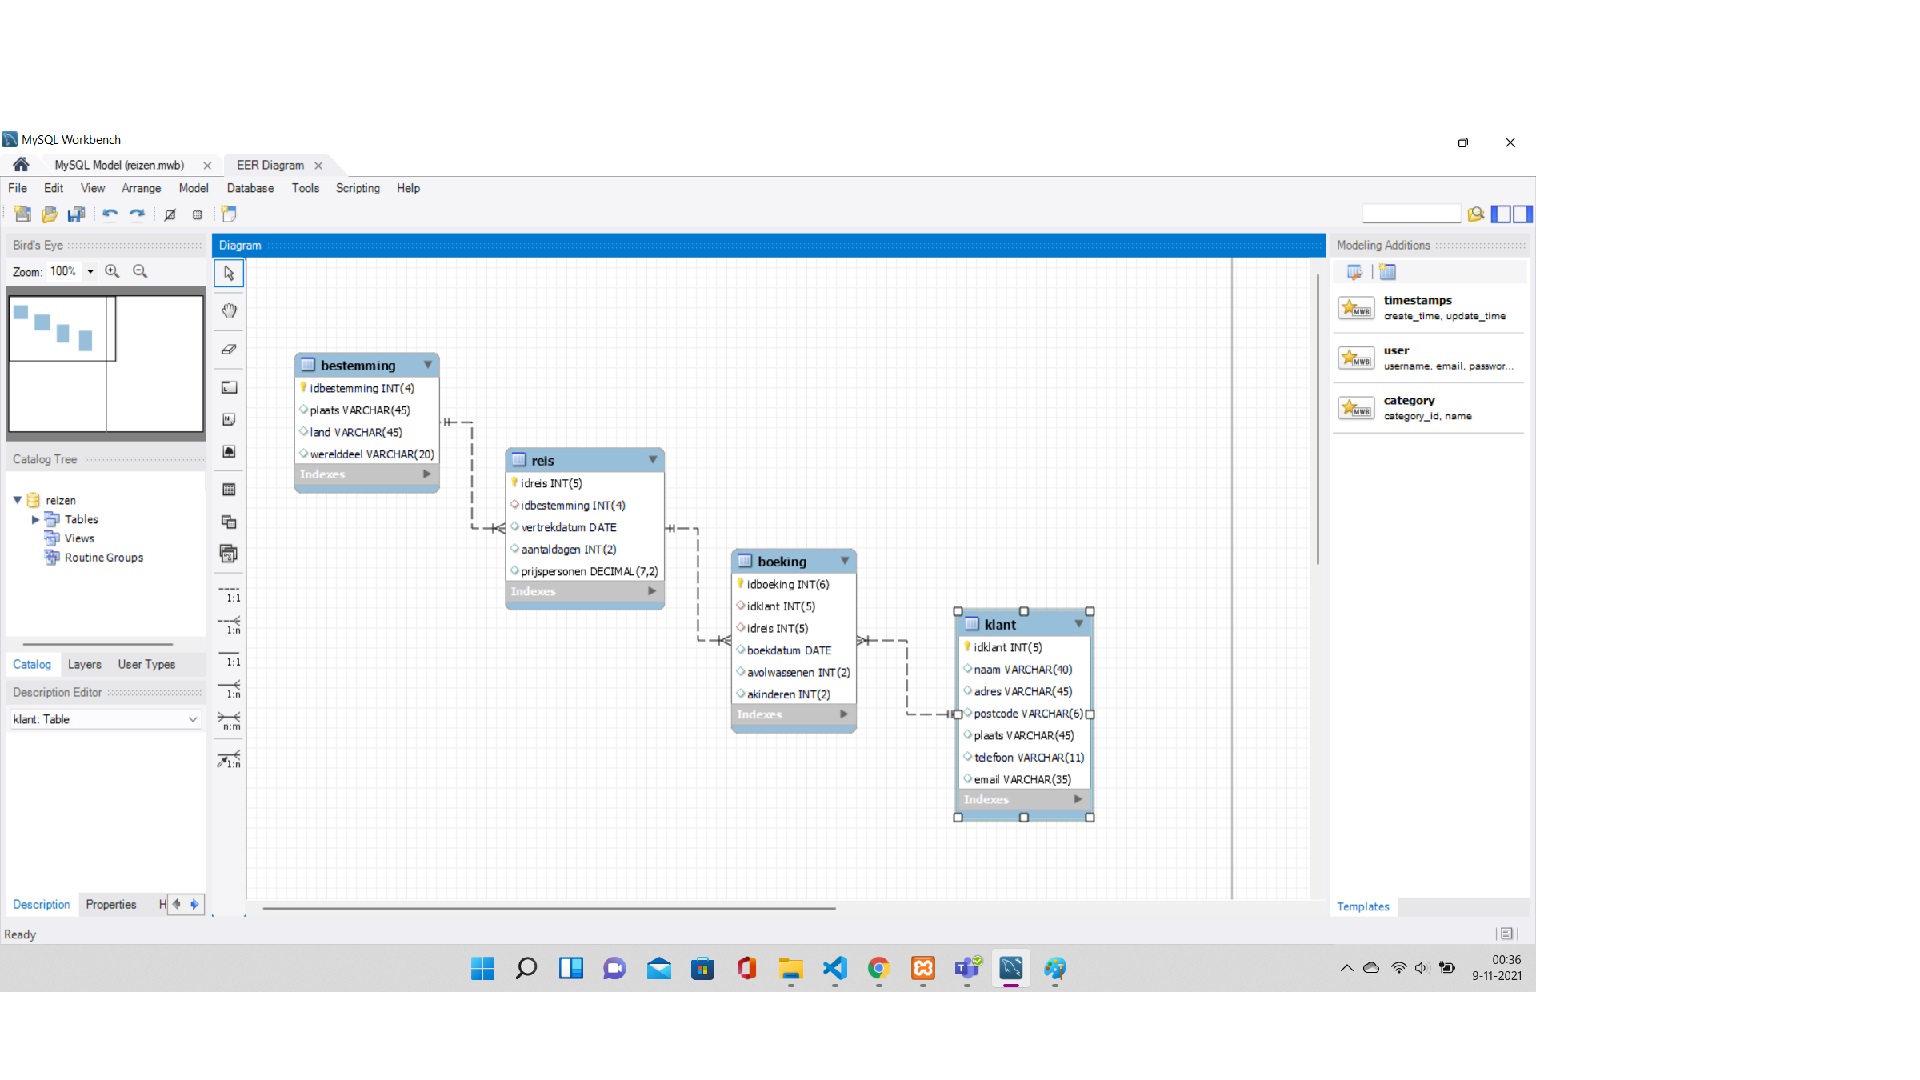 MySQL Workbench
MySQL Model (reizen.mwb)
EER Diagram
File Edit View Arrange Model Database Tools Scripting Help
Bird's Eye
Zoom: 100%
Catalog Tree
reizen
Tables
Views
Routine Groups
Catalog Layers User Types
Description Editor
klant: Table
Description Properties H
Ready
Diagram
1:1
1:n
1:1
1:n
n:m
1:n
bestemming
idbestemming INT(4)
plaats VARCHAR(45)
land VARCHAR(45)
werelddeel VARCHAR(20)
Indexes
reis
idreis INT(5)
idbestemming INT(4)
vertrekdatum DATE
aantaldagen INT(2)
prijspersonen DECIMAL(7,2)
Indexes
boeking
idboeking INT(6)
idklant INT(5)
idreis INT(5)
boekdatum DATE
avolwassenen INT(2)
akinderen INT(2)
Indexes
klant
idklant INT(5)
naam VARCHAR(40)
adres VARCHAR(45)
postcode VARCHAR(6)
plaats VARCHAR(45)
telefoon VARCHAR(11)
email VARCHAR(35)
Indexes
Modeling Additions
MWB
timestamps
create_time, update_time
MWB
user
username, email, passwor...
MWB
category
category_id, name
Templates
00:36
9-11-2021